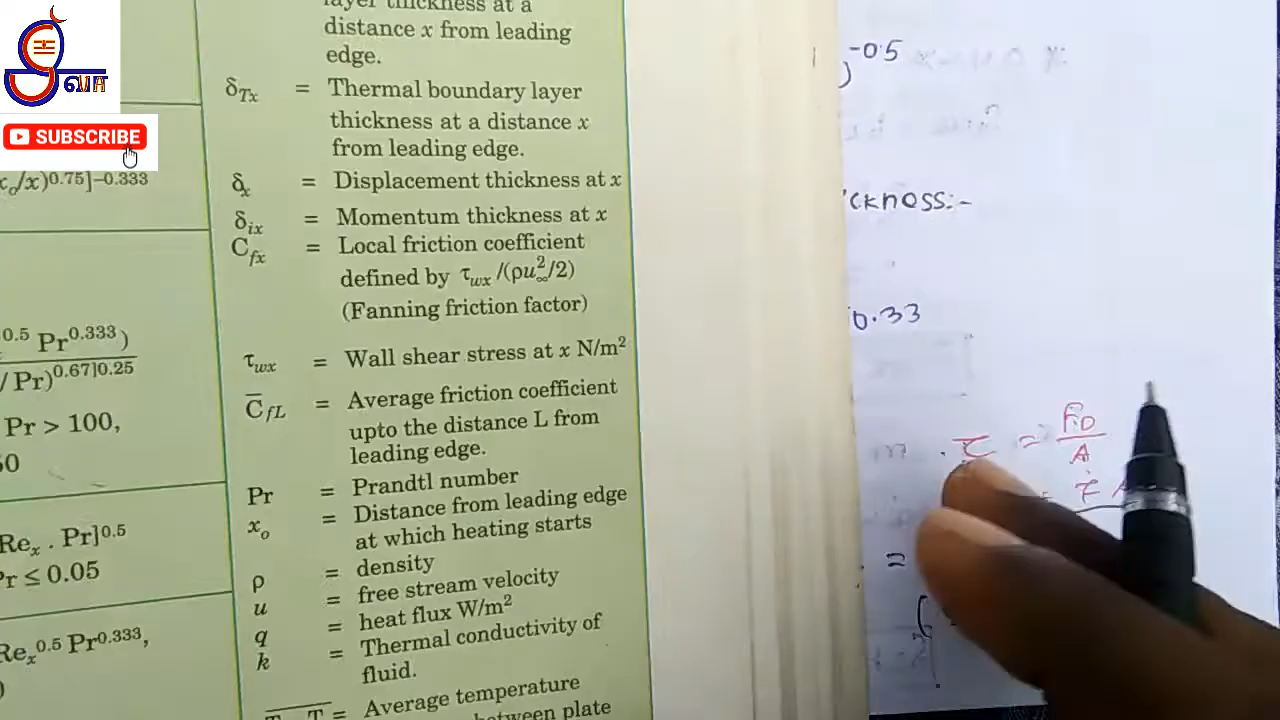 வா
SUBSCRIBE
layer thickness at a
distance x from leading
edge.
δTx = Thermal boundary layer
thickness at a distance x
from leading edge.
δx = Displacement thickness at x
δix = Momentum thickness at x
Cfx = Local friction coefficient
defined by τwx/(ρu∞²/2)
(Fanning friction factor)
τwx = Wall shear stress at x N/m²
C̄fL = Average friction coefficient
upto the distance L from
leading edge.
Pr = Prandtl number
xo = Distance from leading edge
at which heating starts
ρ = density
u = free stream velocity
q = heat flux W/m²
k = Thermal conductivity of
fluid.
= Average temperature
between plate
xo/x)0.75]–0.333
0.5 Pr0.333)
/ Pr)0.67]0.25
Pr > 100,
50
Rex . Pr]0.5
Pr ≤ 0.05
Rex0.5 Pr0.333,
)-0.5
ckness:-
0.33
τ = FD
A
= τ A
=